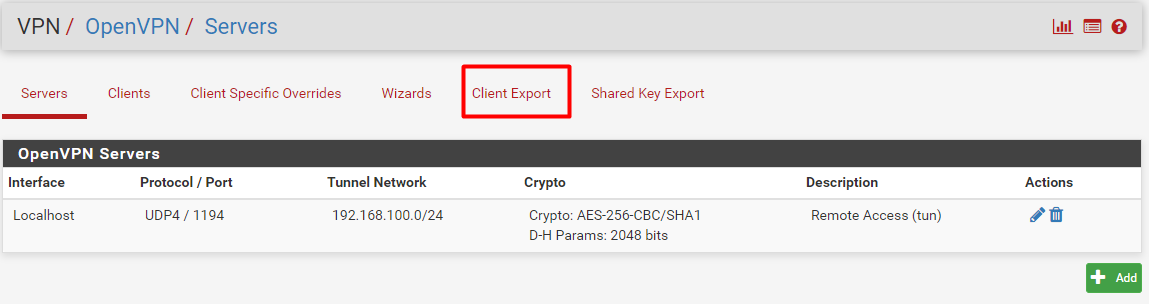 VPN / OpenVPN / Servers
Servers Clients Client Specific Overrides Wizards Client Export Shared Key Export
OpenVPN Servers
Interface Protocol / Port Tunnel Network Crypto Description Actions
Localhost UDP4 / 1194 192.168.100.0/24 Crypto: AES-256-CBC/SHA1 Remote Access (tun)
D-H Params: 2048 bits
Add